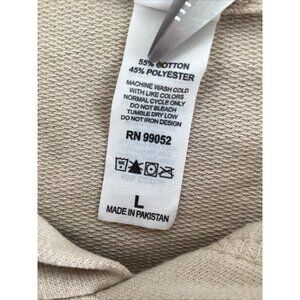 55% COTTON
45% POLYESTER
MACHINE WASH COLD
WITH LIKE COLORS
NORMAL CYCLE ONLY
DO NOT BLEACH
TUMBLE DRY LOW
DO NOT IRON DESIGN
RN 99052
L
MADE IN PAKISTAN